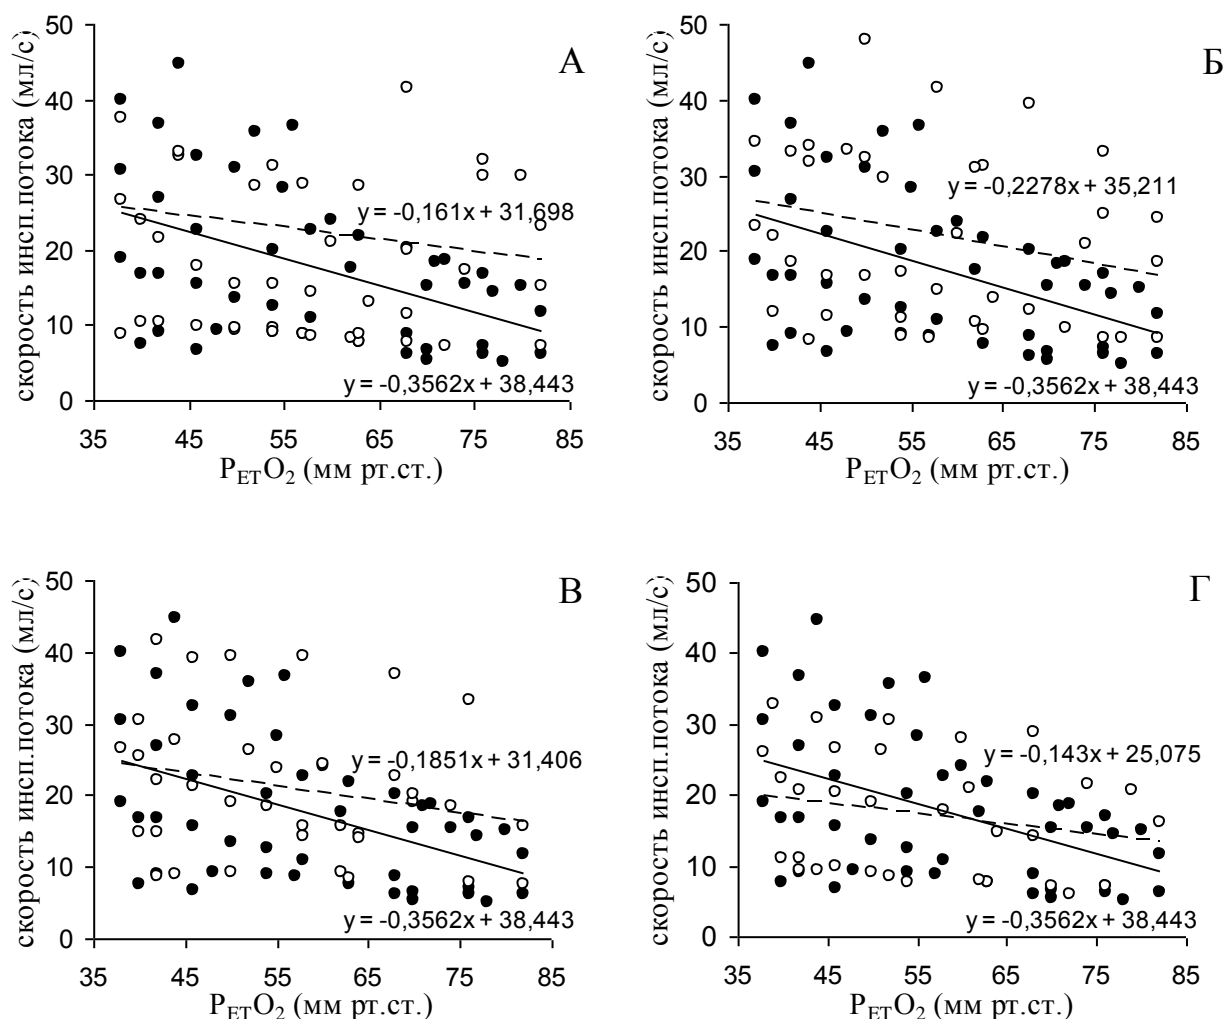 А
скорость инсп.потока (мл/с)
50
40
30
20
10
0
y = -0,161x + 31,698
y = -0,3562x + 38,443
35 45 55 65 75 85
PETO2 (мм рт.ст.)
Б
скорость инсп.потока (мл/с)
50
40
30
20
10
0
y = -0,2278x + 35,211
y = -0,3562x + 38,443
35 45 55 65 75 85
PETO2 (мм рт.ст.)
В
скорость инсп.потока (мл/с)
50
40
30
20
10
0
y = -0,1851x + 31,406
y = -0,3562x + 38,443
35 45 55 65 75 85
PETO2 (мм рт.ст.)
Г
скорость инсп.потока (мл/с)
50
40
30
20
10
0
y = -0,143x + 25,075
y = -0,3562x + 38,443
35 45 55 65 75 85
PETO2 (мм рт.ст.)